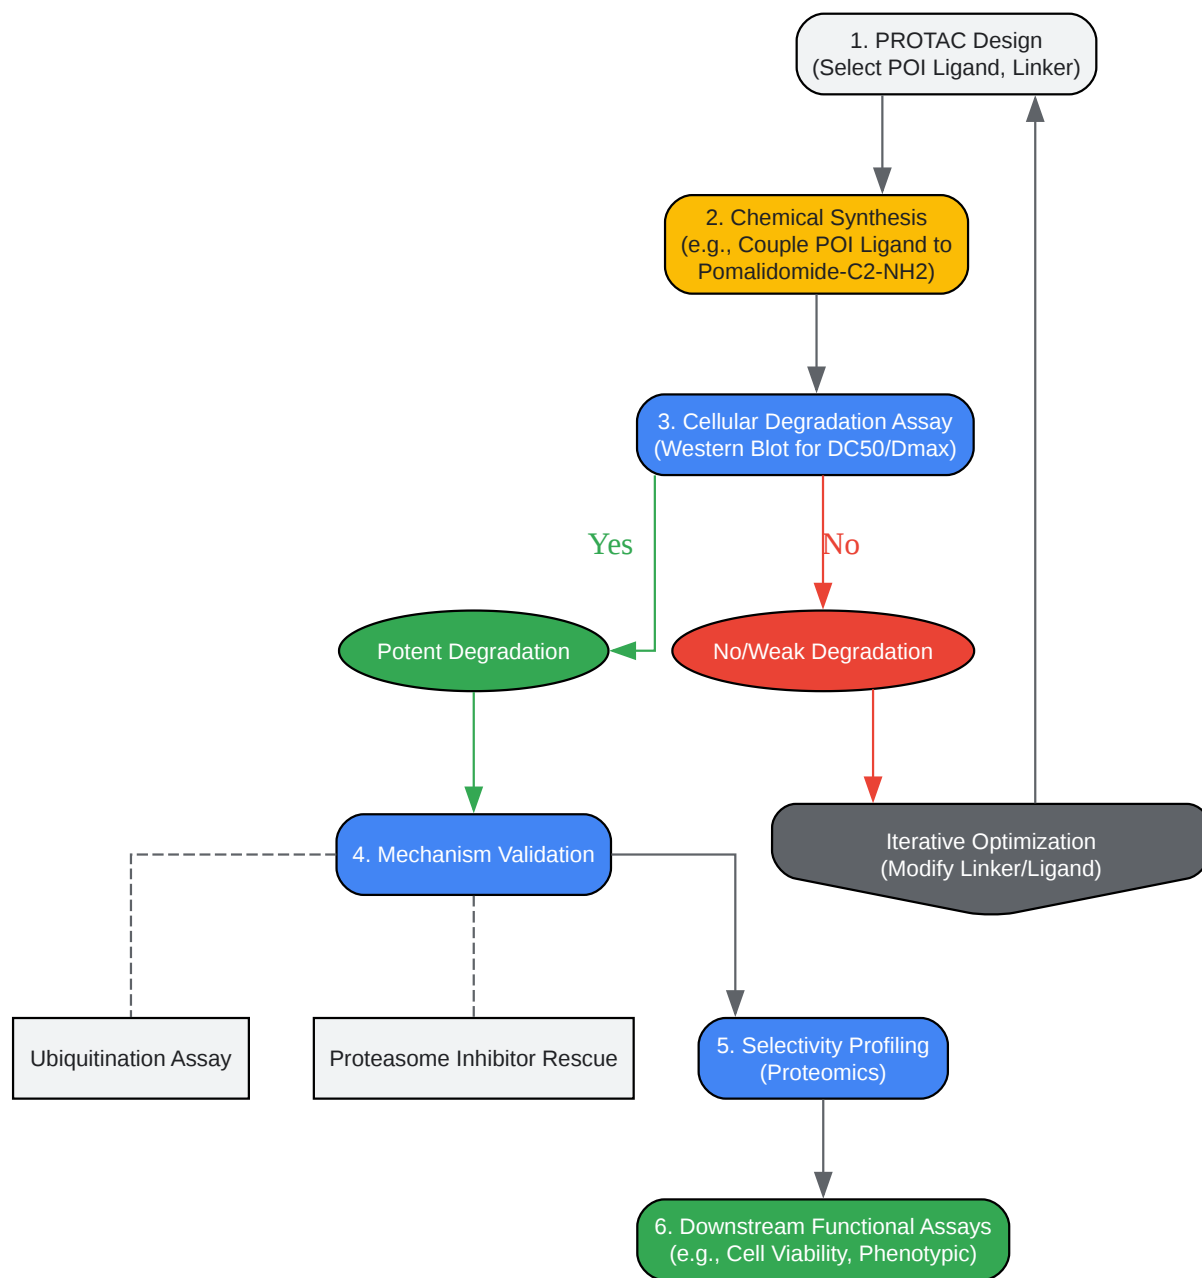 1. PROTAC Design
(Select POI Ligand, Linker)
2. Chemical Synthesis
(e.g., Couple POI Ligand to
Pomalidomide-C2-NH2)
3. Cellular Degradation Assay
(Western Blot for DC50/Dmax)
Yes
No
Potent Degradation
No/Weak Degradation
Iterative Optimization
(Modify Linker/Ligand)
4. Mechanism Validation
Ubiquitination Assay
Proteasome Inhibitor Rescue
5. Selectivity Profiling
(Proteomics)
6. Downstream Functional Assays
(e.g., Cell Viability, Phenotypic)